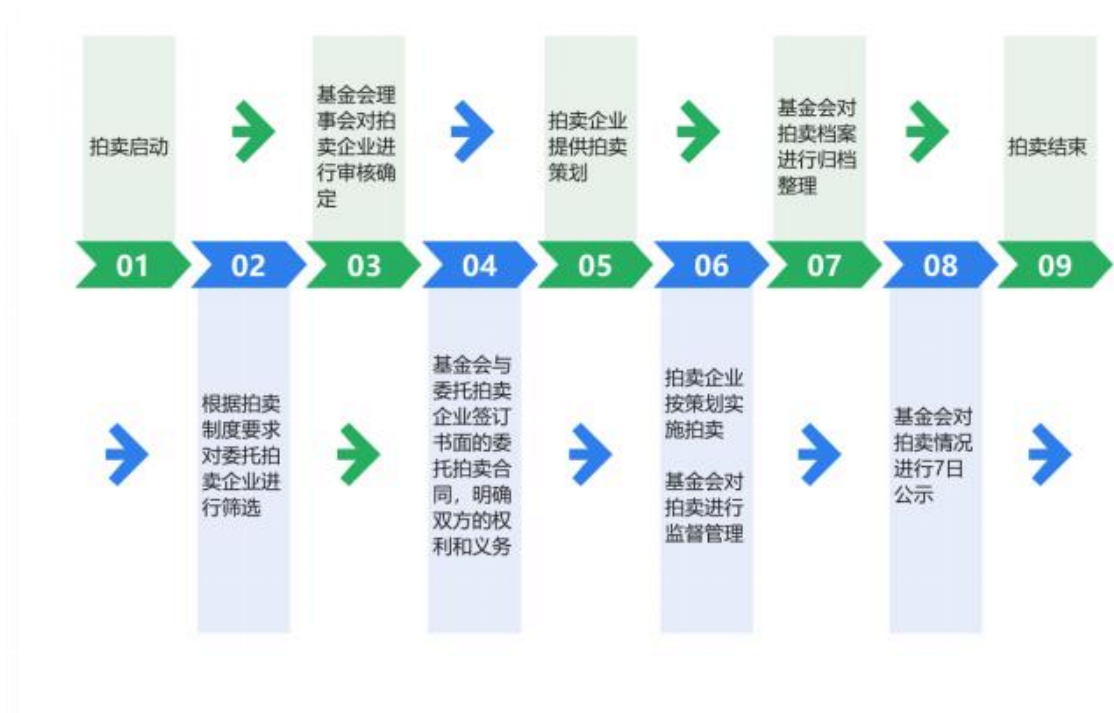 拍卖启动
基金会理
事会对拍
卖企业进
行审核确
定
拍卖企业
提供拍卖
策划
基金会对
拍卖档案
进行归档
整理
拍卖结束
01
02
03
04
05
06
07
08
09
根据拍卖
制度要求
对委托拍
卖企业进
行筛选
基金会与
委托拍卖
企业签订
书面的委
托拍卖合
同，明确
双方的权
利和义务
拍卖企业
按策划实
施拍卖
基金会对
拍卖进行
监督管理
基金会对
拍卖情况
进行7日
公示